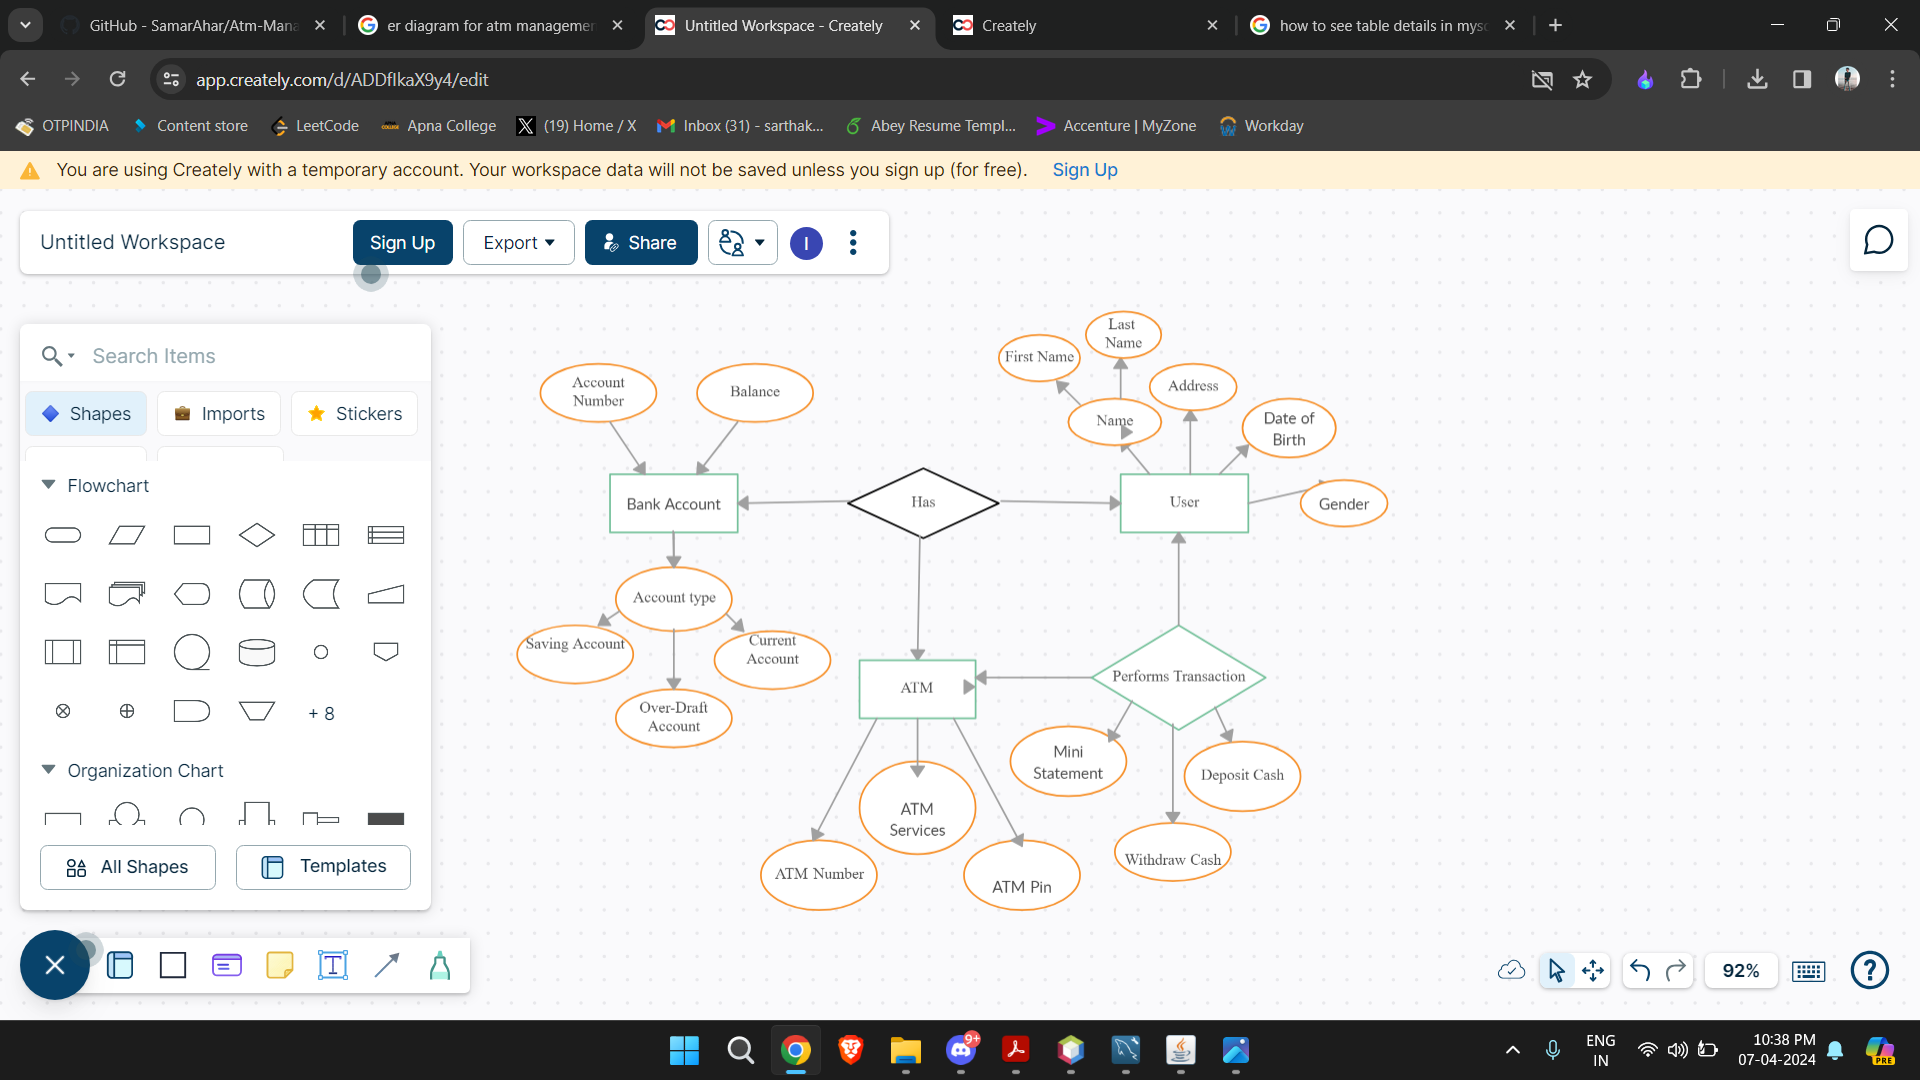 GitHub - SamarAhar/Atm-Mana
er diagram for atm managemen
Untitled Workspace - Creately
Creately
how to see table details in mysc
app.creately.com/d/ADDfIkaX9y4/edit
OTPINDIA
Content store
LeetCode
Apna College
(19) Home / X
Inbox (31) - sarthak...
Abey Resume Templ...
Accenture | MyZone
Workday
You are using Creately with a temporary account. Your workspace data will not be saved unless you sign up (for free). Sign Up
Untitled Workspace
Sign Up
Export
Share
I
Search Items
Shapes
Imports
Stickers
Flowchart
+ 8
Organization Chart
All Shapes
Templates
Last
Name
First Name
Account
Number
Balance
Address
Name
Date of
Birth
Bank Account
Has
User
Gender
Account type
Saving Account
Current
Account
ATM
Performs Transaction
Over-Draft
Account
Mini
Statement
Deposit Cash
ATM
Services
Withdraw Cash
ATM Number
ATM Pin
92%
9+
ENG
IN
10:38 PM
07-04-2024
PRE